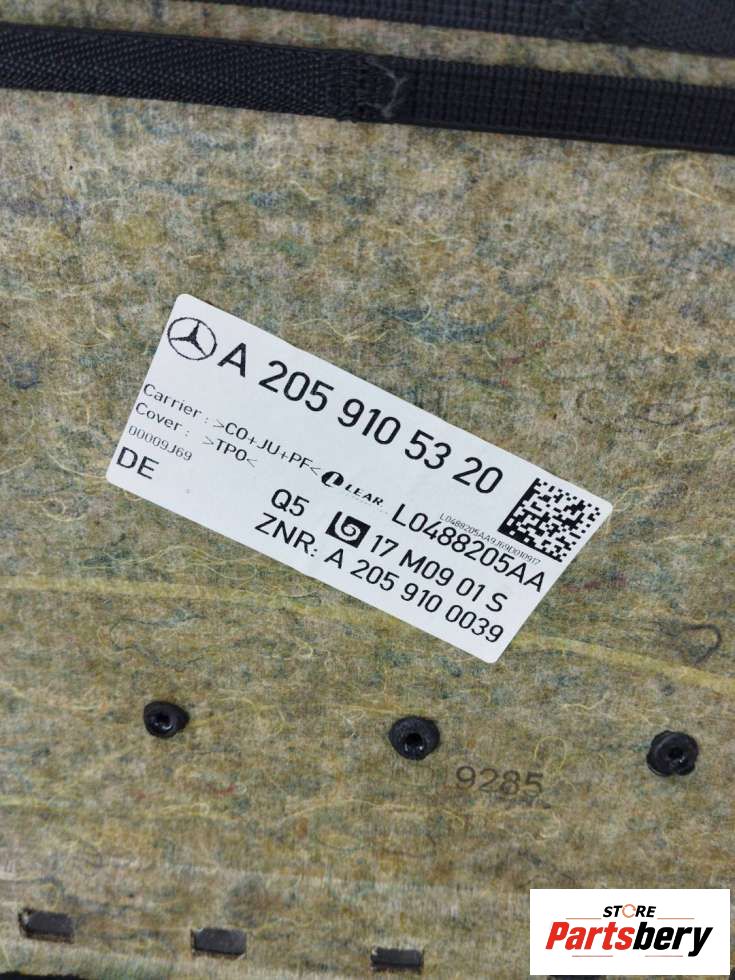 A 205 910 53 20
Carrier : >CO+JU+PF<
Cover : >TPO<
00009J69
LEAR
L0488205AA9J69D010917
L0488205AA
DE
Q5
17 M09 01 S
ZNR: A 205 910 0039
9285
STORE
Partsbery